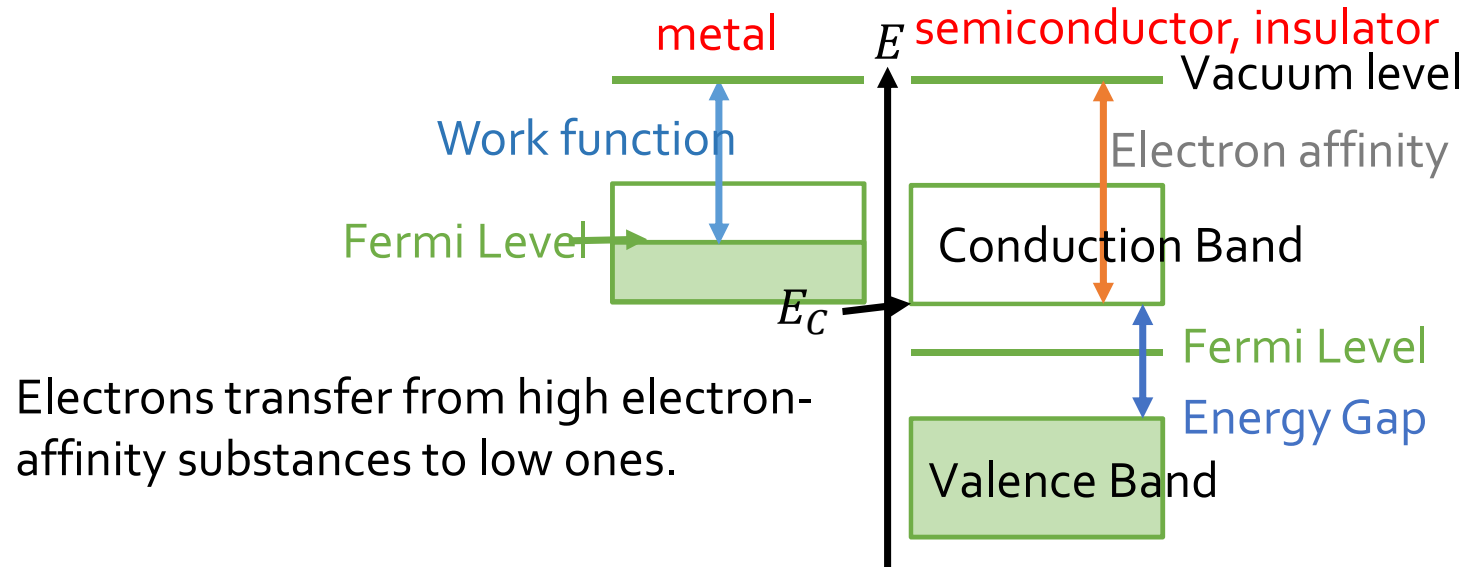 metal
E
semiconductor, insulator
Vacuum level
Work function
Electron affinity
Fermi Level
Conduction Band
E_C
Fermi Level
Electrons transfer from high electron-
affinity substances to low ones.
Energy Gap
Valence Band